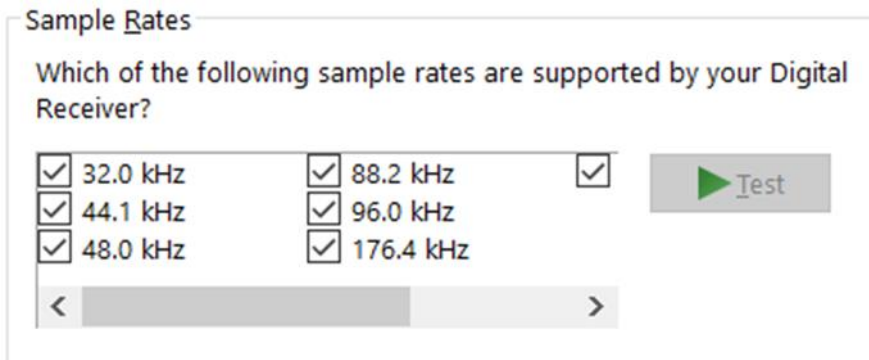 Sample Rates
Which of the following sample rates are supported by your Digital
Receiver?
32.0 kHz 88.2 kHz
44.1 kHz 96.0 kHz
48.0 kHz 176.4 kHz
Test